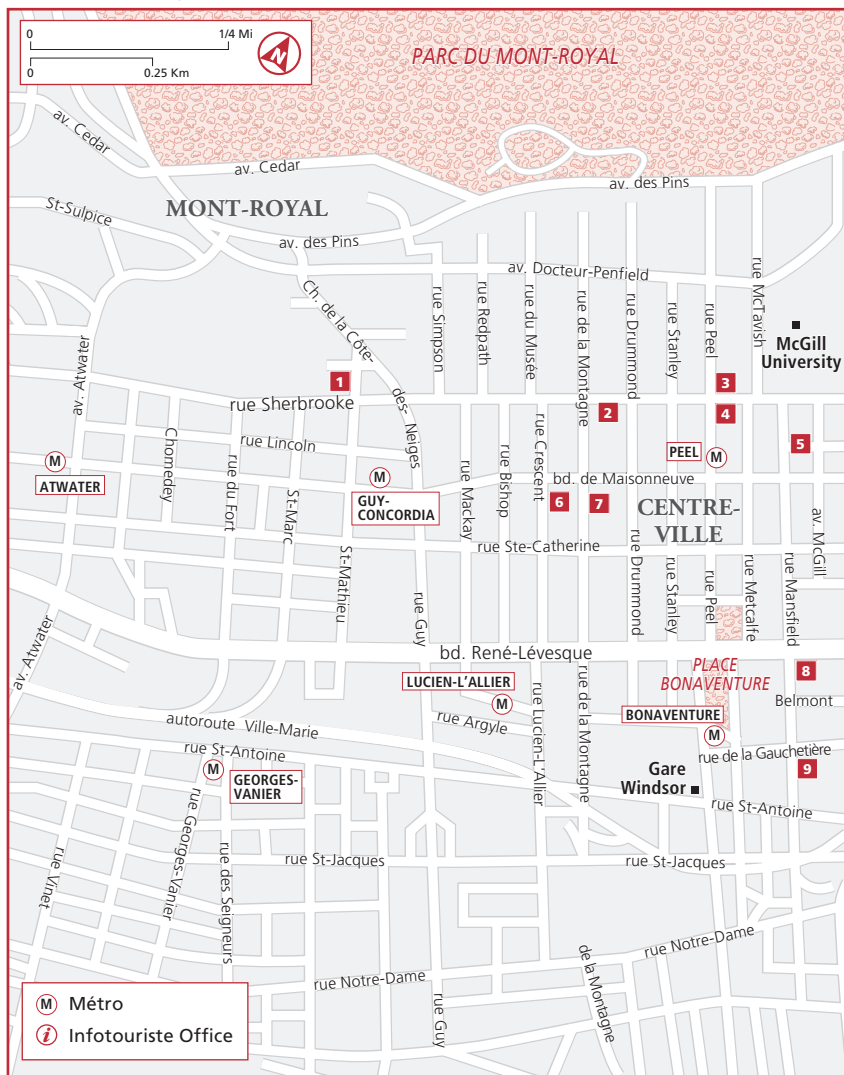 0 1/4 Mi
N
0 0.25 Km
PARC DU MONT-ROYAL
av. Cedar
av. Cedar
av. des Pins
St-Sulpice
MONT-ROYAL
av. des Pins
av. Docteur-Penfield
Ch. de la Côte-
des-
Neiges
rue Simpson
rue Redpath
rue du Musée
rue de la Montagne
rue Drummond
rue Stanley
rue Peel
rue McTavish
McGill
University
av. Atwater
1
3
rue Sherbrooke
2
4
5
rue Lincoln
Chomedey
rue du Fort
St-Marc
St-Mathieu
M
ATWATER
M
GUY-
CONCORDIA
rue Mackay
rue Bishop
rue Crescent
PEEL
M
bd. de Maisonneuve
6
7
CENTRE-
VILLE
rue Ste-Catherine
av. McGill
rue Guy
rue Drummond
rue Stanley
rue Peel
rue Metcalfe
rue Mansfield
bd. René-Lévesque
av. Atwater
LUCIEN-L'ALLIER
M
PLACE
BONAVENTURE
8
Belmont
rue Argyle
rue Lucien-L'Allier
rue de la Montagne
BONAVENTURE
M
autoroute Ville-Marie
rue St-Antoine
rue de la Gauchetière
M
GEORGES-
VANIER
Gare
Windsor
9
rue St-Antoine
rue Vinet
rue Georges-Vanier
rue des Seigneurs
rue St-Jacques
rue St-Jacques
rue Notre-Dame
rue Notre-Dame
de la Montagne
rue Guy
M Métro
i Infotouriste Office